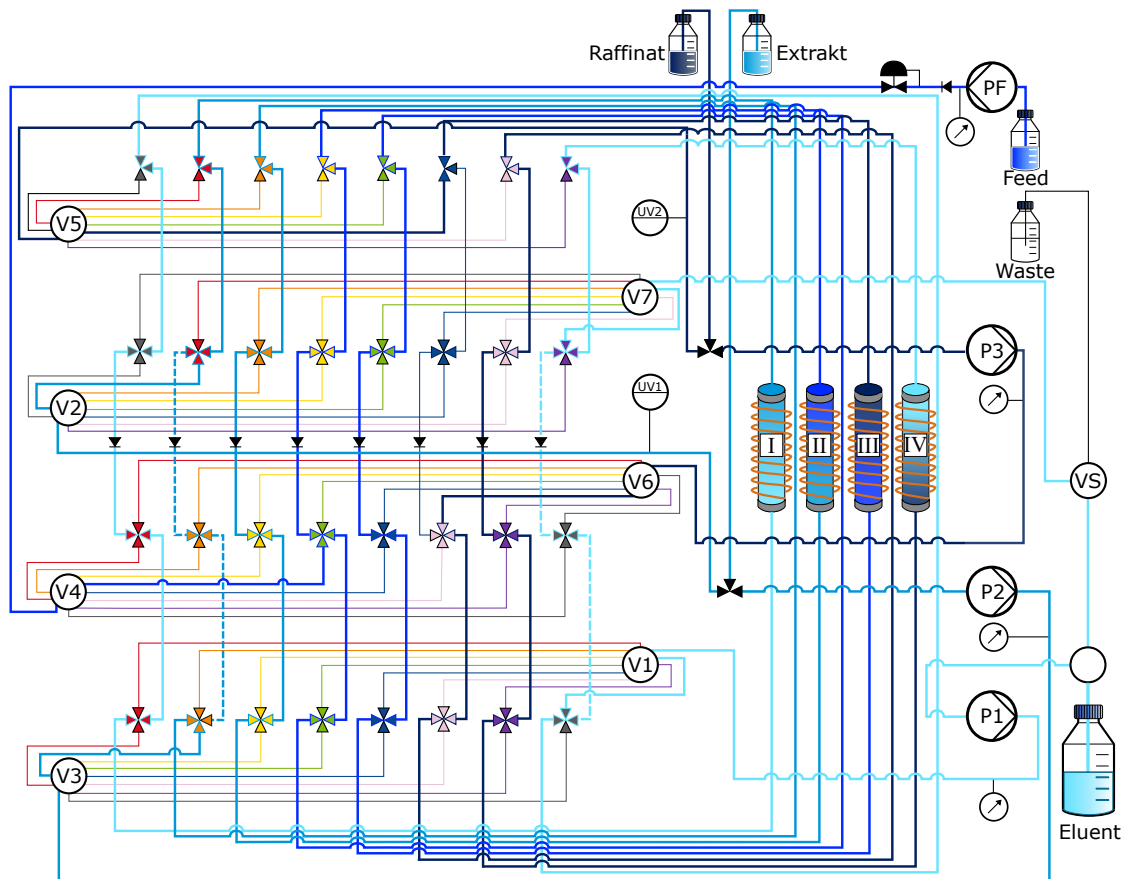 Raffinat
Extrakt
PF
Feed
V5
UV2
Waste
V7
P3
UV1
V2
I
II
III
IV
V6
VS
V4
P2
V1
P1
V3
Eluent